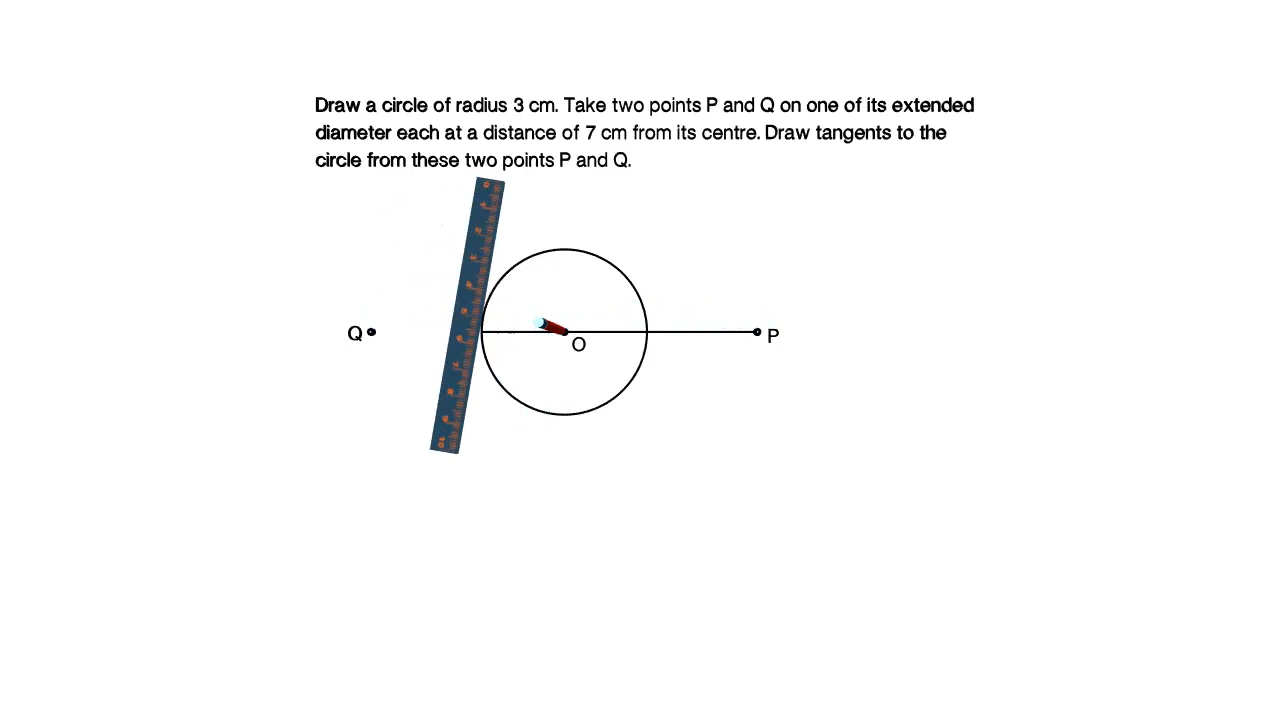 Draw a circle of radius 3 cm. Take two points P and Q on one of its extended
diameter each at a distance of 7 cm from its centre. Draw tangents to the
circle from these two points P and Q.
Q
O
P